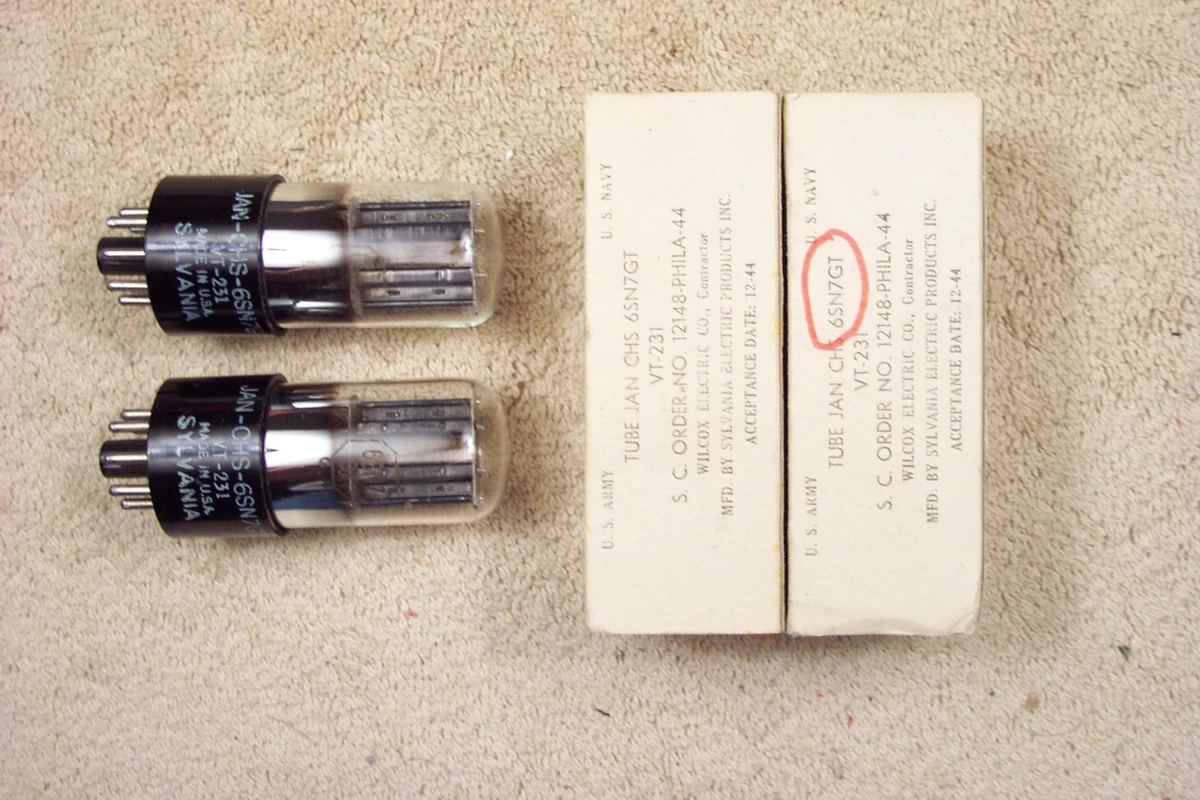 JAN-CHS-6SN7
VT-231
MADE IN U.S.A.
SYLVANIA
JAN-CHS-6SN7
VT-231
MADE IN U.S.A.
SYLVANIA
U. S. ARMY U. S. NAVY
TUBE JAN CHS 6SN7GT
VT-231
S. C. ORDER NO. 12148-PHILA-44
WILCOX ELECTRIC CO., Contractor
MFD. BY SYLVANIA ELECTRIC PRODUCTS INC.
ACCEPTANCE DATE: 12-44
U. S. ARMY U. S. NAVY
TUBE JAN CHS 6SN7GT
VT-231
S. C. ORDER NO. 12148-PHILA-44
WILCOX ELECTRIC CO., Contractor
MFD. BY SYLVANIA ELECTRIC PRODUCTS INC.
ACCEPTANCE DATE: 12-44